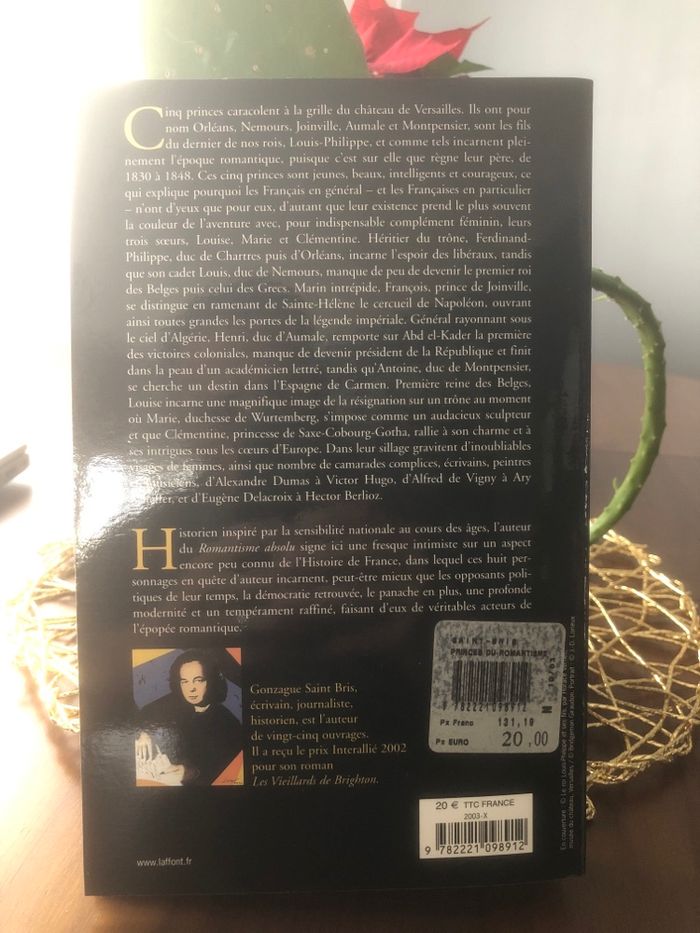 Cinq princes caracolent à la grille du château de Versailles. Ils ont pour
nom Orléans, Nemours, Joinville, Aumale et Montpensier, sont les fils
du dernier de nos rois, Louis-Philippe, et comme tels incarnent plei-
nement l'époque romantique, puisque c'est sur elle que règne leur père, de
1830 à 1848. Ces cinq princes sont jeunes, beaux, intelligents et courageux, ce
qui explique pourquoi les Français en général – et les Françaises en particulier
– n'ont d'yeux que pour eux, d'autant que leur existence prend le plus souvent
la couleur de l'aventure avec, pour indispensable complément féminin, leurs
trois sœurs, Louise, Marie et Clémentine. Héritier du trône, Ferdinand-
Philippe, duc de Chartres puis d'Orléans, incarne l'espoir des libéraux, tandis
que son cadet Louis, duc de Nemours, manque de peu de devenir le premier roi
des Belges puis celui des Grecs. Marin intrépide, François, prince de Joinville,
se distingue en ramenant de Sainte-Hélène le cercueil de Napoléon, ouvrant
ainsi toutes grandes les portes de la légende impériale. Général rayonnant sous
le ciel d'Algérie, Henri, duc d'Aumale, remporte sur Abd el-Kader la première
des victoires coloniales, manque de devenir président de la République et finit
dans la peau d'un académicien lettré, tandis qu'Antoine, duc de Montpensier,
se cherche un destin dans l'Espagne de Carmen. Première reine des Belges,
Louise incarne une magnifique image de la résignation sur un trône au moment
où Marie, duchesse de Wurtemberg, s'impose comme un audacieux sculpteur
et que Clémentine, princesse de Saxe-Cobourg-Gotha, rallie à son charme et à
ses intrigues tous les cœurs d'Europe. Dans leur sillage gravitent d'inoubliables
visages de femmes, ainsi que nombre de camarades complices, écrivains, peintres
et musiciens, d'Alexandre Dumas à Victor Hugo, d'Alfred de Vigny à Ary
et d'Eugène Delacroix à Hector Berlioz.
Historien inspiré par la sensibilité nationale au cours des âges, l'auteur
du Romantisme absolu signe ici une fresque intimiste sur un aspect
encore peu connu de l'Histoire de France, dans lequel ces huit per-
sonnages en quête d'auteur incarnent, peut-être mieux que les opposants poli-
tiques de leur temps, la démocratie retrouvée, le panache en plus, une profonde
modernité et un tempérament raffiné, faisant d'eux de véritables acteurs de
l'épopée romantique.
Gonzague Saint Bris,
écrivain, journaliste,
historien, est l'auteur
de vingt-cinq ouvrages.
Il a reçu le prix Interallié 2002
pour son roman
Les Vieillards de Brighton.
SAINT-BRIS
PRINCES DU ROMANTISME
9 782221 098912
N
Px Franc 131,19
Px EURO 20,00
20 € TTC FRANCE
2003-X
9 782221 098912
www.laffont.fr